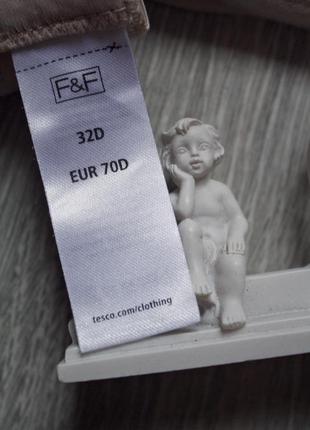 F&F
32D
EUR 70D
tesco.com/clothing